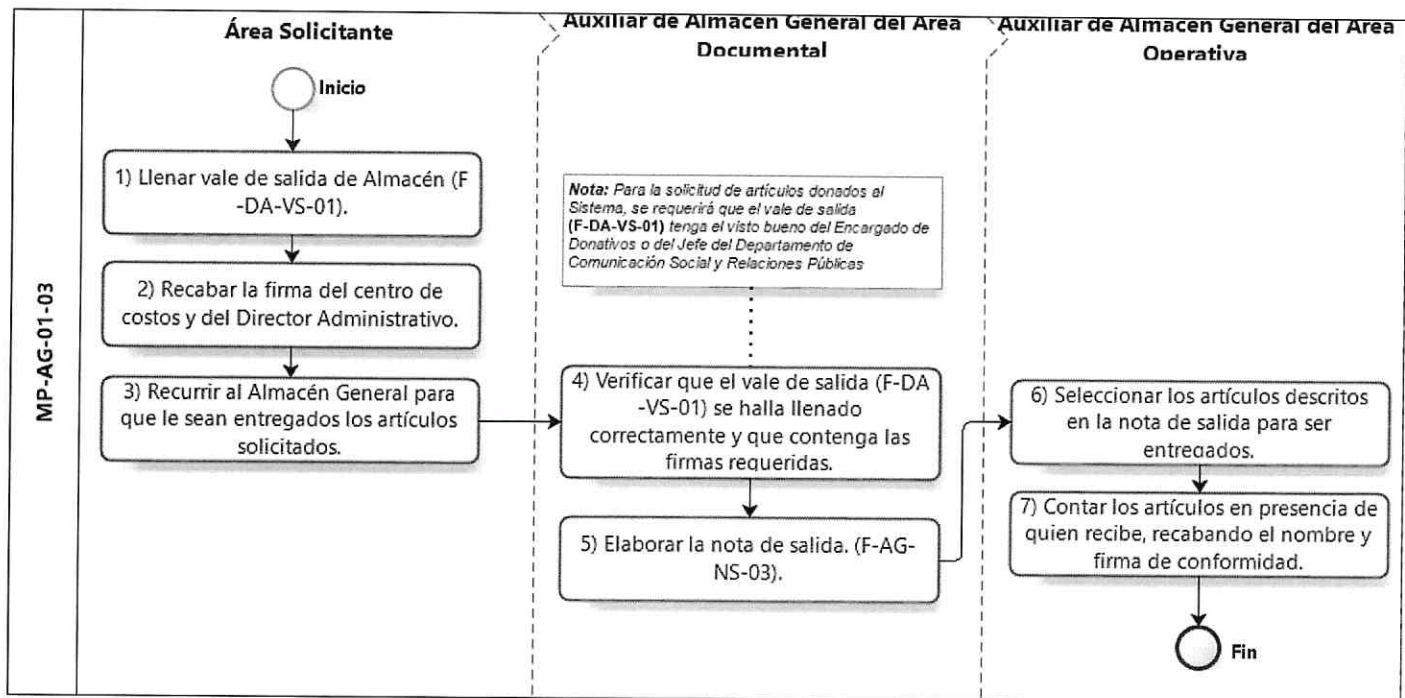 MP-AG-01-03
Área Solicitante
Inicio
1) Llenar vale de salida de Almacén (F
-DA-VS-01).
2) Recabar la firma del centro de
costos y del Director Administrativo.
3) Recurrir al Almacén General para
que le sean entregados los artículos
solicitados.
Auxiliar de Almacén General del Área
Documental
Nota: Para la solicitud de artículos donados al
Sistema, se requerirá que el vale de salida
(F-DA-VS-01) tenga el visto bueno del Encargado de
Donativos o del Jefe del Departamento de
Comunicación Social y Relaciones Públicas
4) Verificar que el vale de salida (F-DA
-VS-01) se halla llenado
correctamente y que contenga las
firmas requeridas.
5) Elaborar la nota de salida. (F-AG-
NS-03).
Auxiliar de Almacén General del Área
Operativa
6) Seleccionar los artículos descritos
en la nota de salida para ser
entregados.
7) Contar los artículos en presencia de
quien recibe, recabando el nombre y
firma de conformidad.
Fin